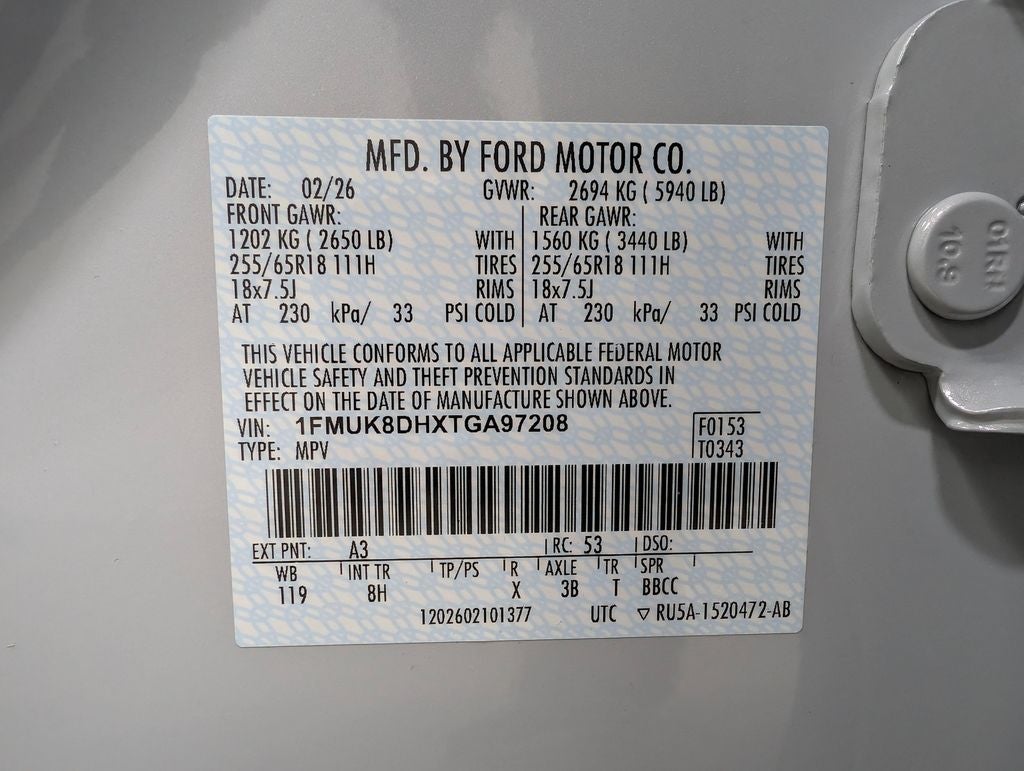 MFD. BY FORD MOTOR CO.
DATE: 02/26 GVWR: 2694 KG ( 5940 LB)
FRONT GAWR: REAR GAWR:
1202 KG ( 2650 LB) WITH 1560 KG ( 3440 LB) WITH
255/65R18 111H TIRES 255/65R18 111H TIRES
18x7.5J RIMS 18x7.5J RIMS
AT 230 kPa/ 33 PSI COLD AT 230 kPa/ 33 PSI COLD
THIS VEHICLE CONFORMS TO ALL APPLICABLE FEDERAL MOTOR
VEHICLE SAFETY AND THEFT PREVENTION STANDARDS IN
EFFECT ON THE DATE OF MANUFACTURE SHOWN ABOVE.
VIN: 1FMUK8DHXTGA97208 F0153
TYPE: MPV T0343
EXT PNT: A3 RC: 53 DSO:
WB INT TR TP/PS R AXLE TR SPR
119 8H X 3B T BBCC
1202602101377 UTC ▽ RU5A-1520472-AB
10.9